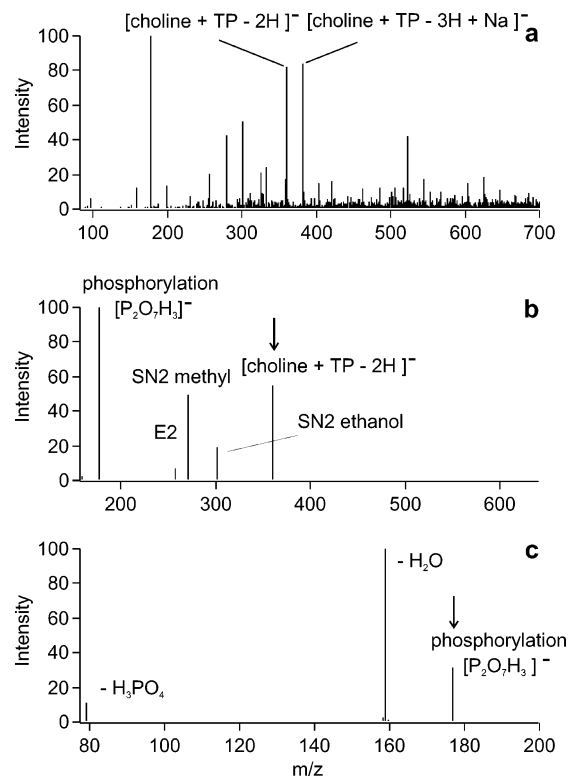 [choline + TP - 2H ]⁻ [choline + TP - 3H + Na ]⁻
a
100
80
60
40
20
0
Intensity
100 200 300 400 500 600 700
phosphorylation
[P₂O₇H₃]⁻
b
100
80
60
40
20
0
Intensity
[choline + TP - 2H ]⁻
SN2 methyl
SN2 ethanol
E2
200 300 400 500 600
c
100
80
60
40
20
0
Intensity
- H₂O
phosphorylation
[P₂O₇H₃ ]⁻
- H₃PO₄
80 100 120 140 160 180 200
m/z